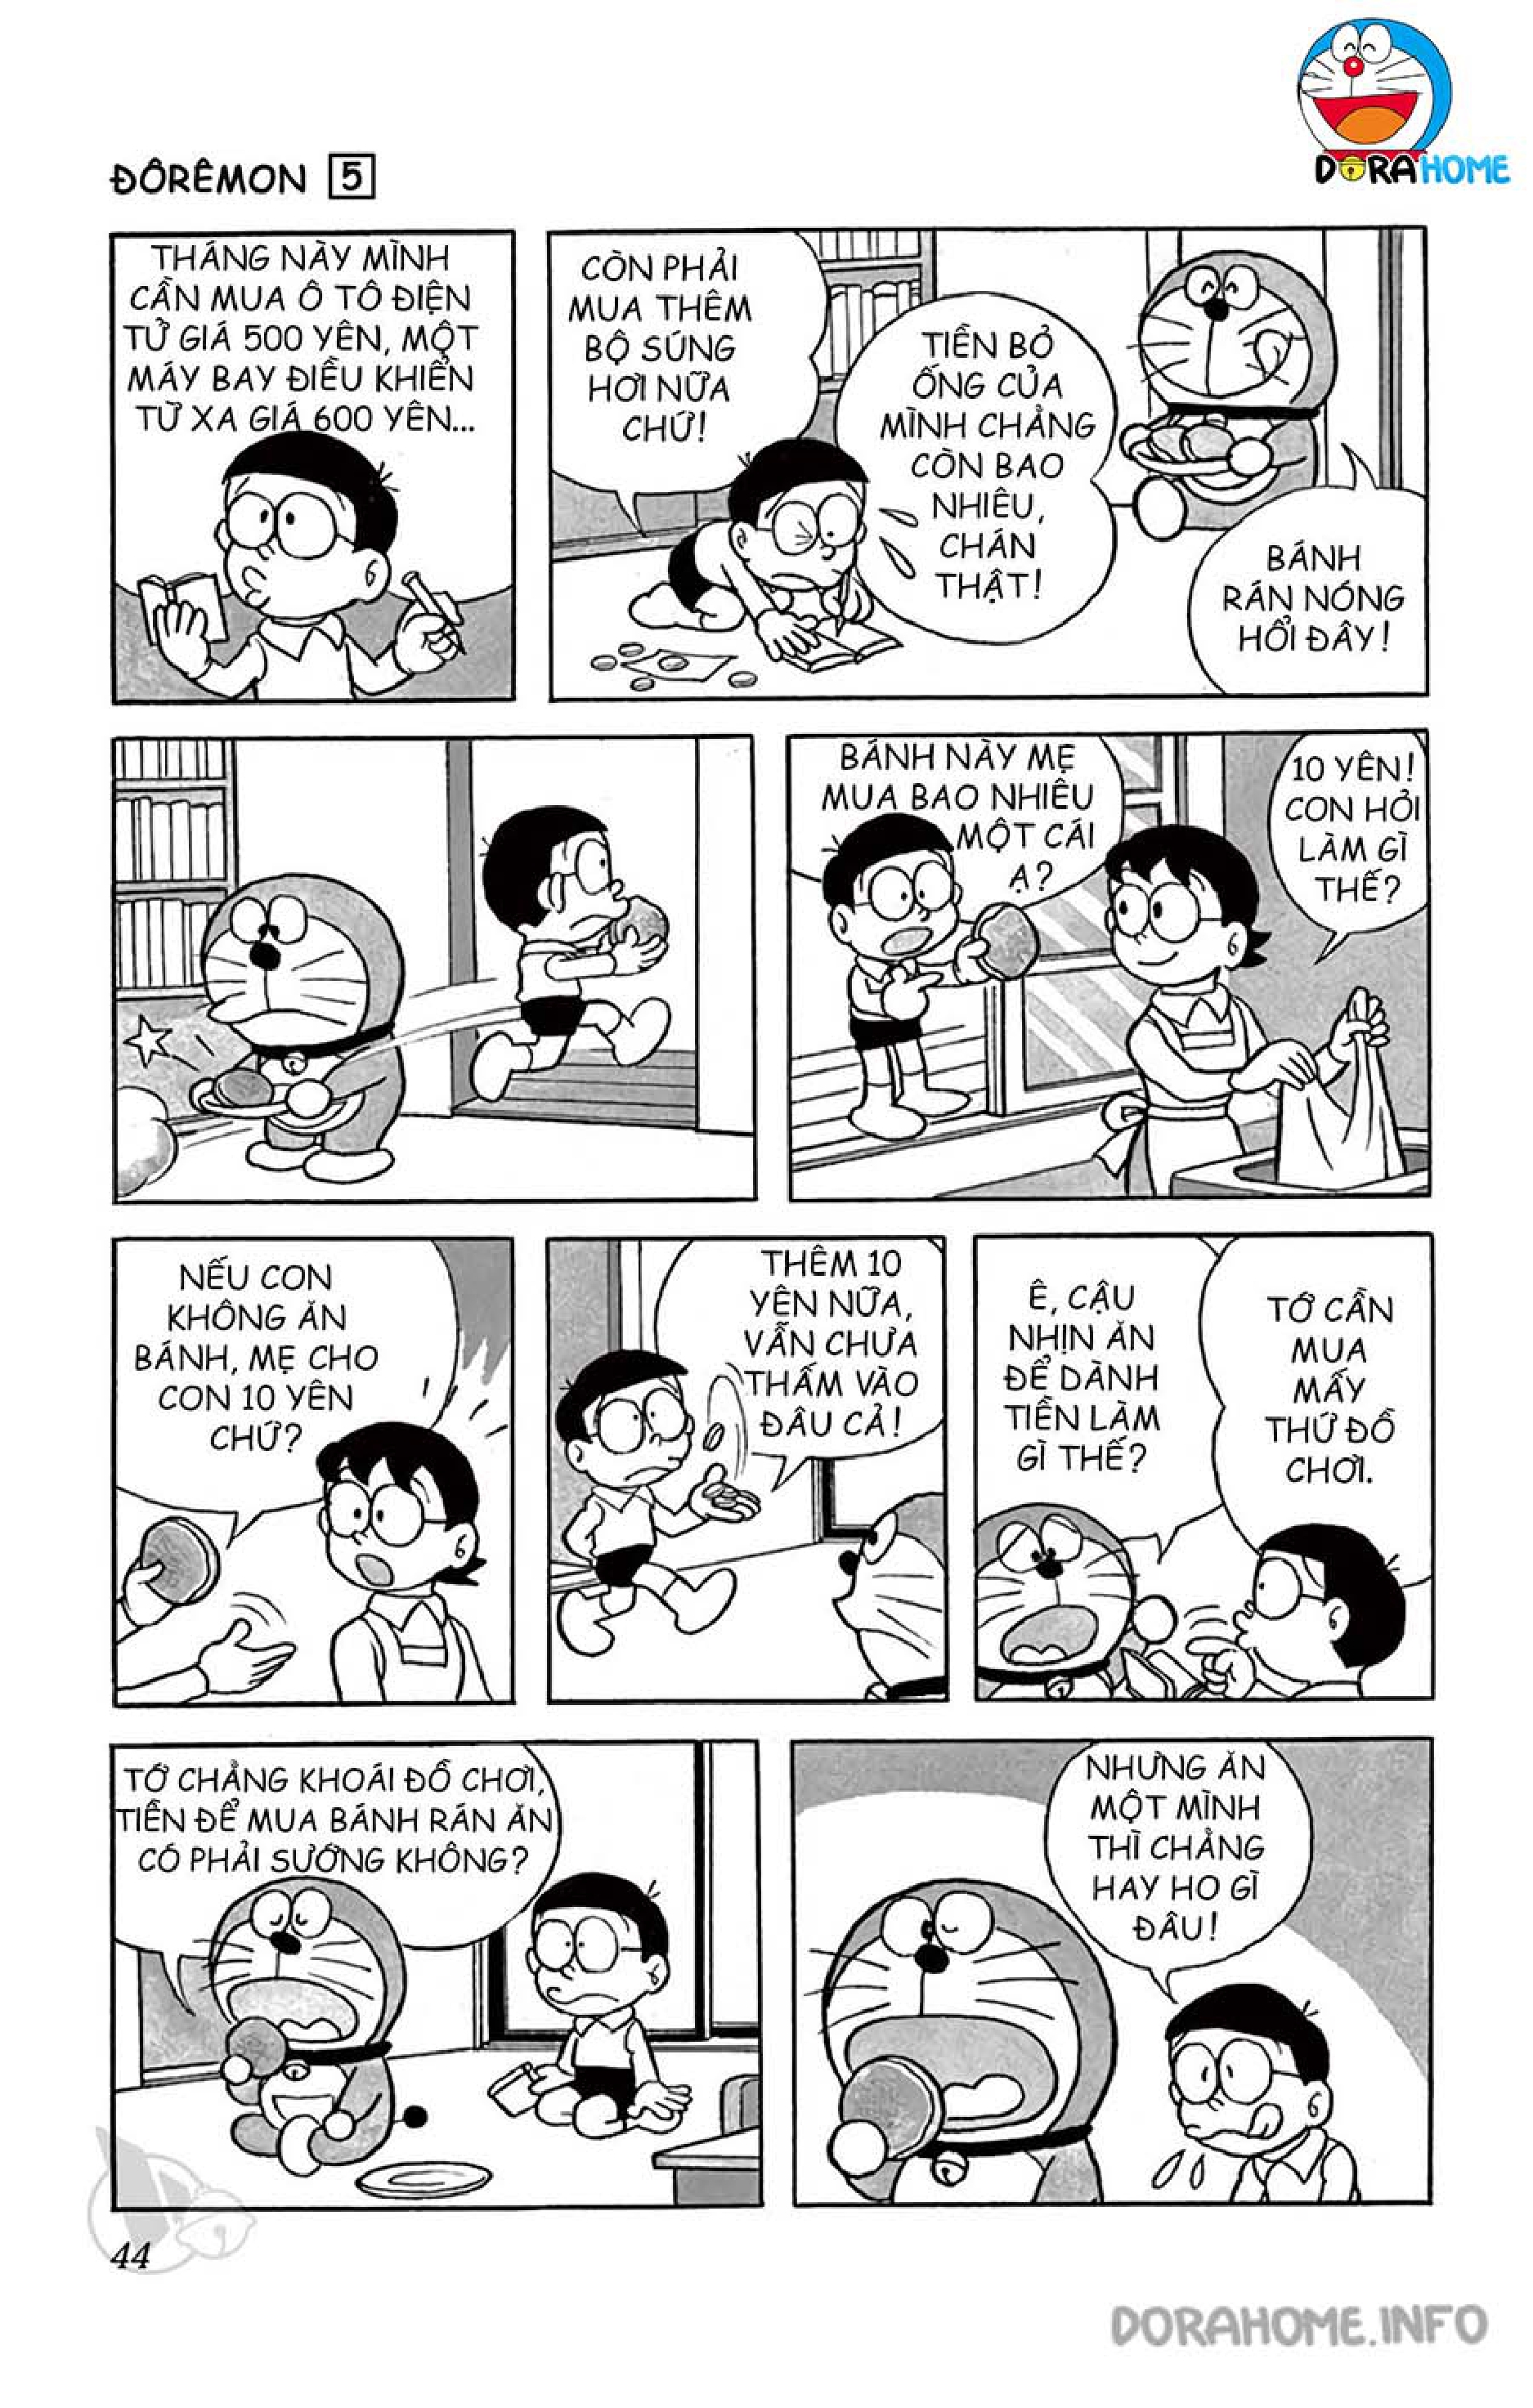 DORAHOME
ĐÔRÊMON 5
THÁNG NÀY MÌNH
CẦN MUA Ô TÔ ĐIỆN
TỬ GIÁ 500 YÊN, MỘT
MÁY BAY ĐIỀU KHIỂN
TỪ XA GIÁ 600 YÊN...
CÒN PHẢI
MUA THÊM
BỘ SÚNG
HƠI NỮA
CHỨ!
TIỀN BỎ
ỐNG CỦA
MÌNH CHẲNG
CÒN BAO
NHIÊU,
CHÁN
THẬT!
BÁNH
RÁN NÓNG
HỔI ĐÂY!
BÁNH NÀY MẸ
MUA BAO NHIÊU
MỘT CÁI
Ạ?
10 YÊN!
CON HỎI
LÀM GÌ
THẾ?
NẾU CON
KHÔNG ĂN
BÁNH, MẸ CHO
CON 10 YÊN
CHỨ?
THÊM 10
YÊN NỮA,
VẪN CHƯA
THẤM VÀO
ĐÂU CẢ!
Ê, CẬU
NHỊN ĂN
ĐỂ DÀNH
TIỀN LÀM
GÌ THẾ?
TỚ CẦN
MUA
MẤY
THỨ ĐỒ
CHƠI.
TỚ CHẲNG KHOÁI ĐỒ CHƠI,
TIỀN ĐỂ MUA BÁNH RÁN ĂN
CÓ PHẢI SƯỚNG KHÔNG?
NHƯNG ĂN
MỘT MÌNH
THÌ CHẲNG
HAY HO GÌ
ĐÂU!
44
DORAHOME.INFO